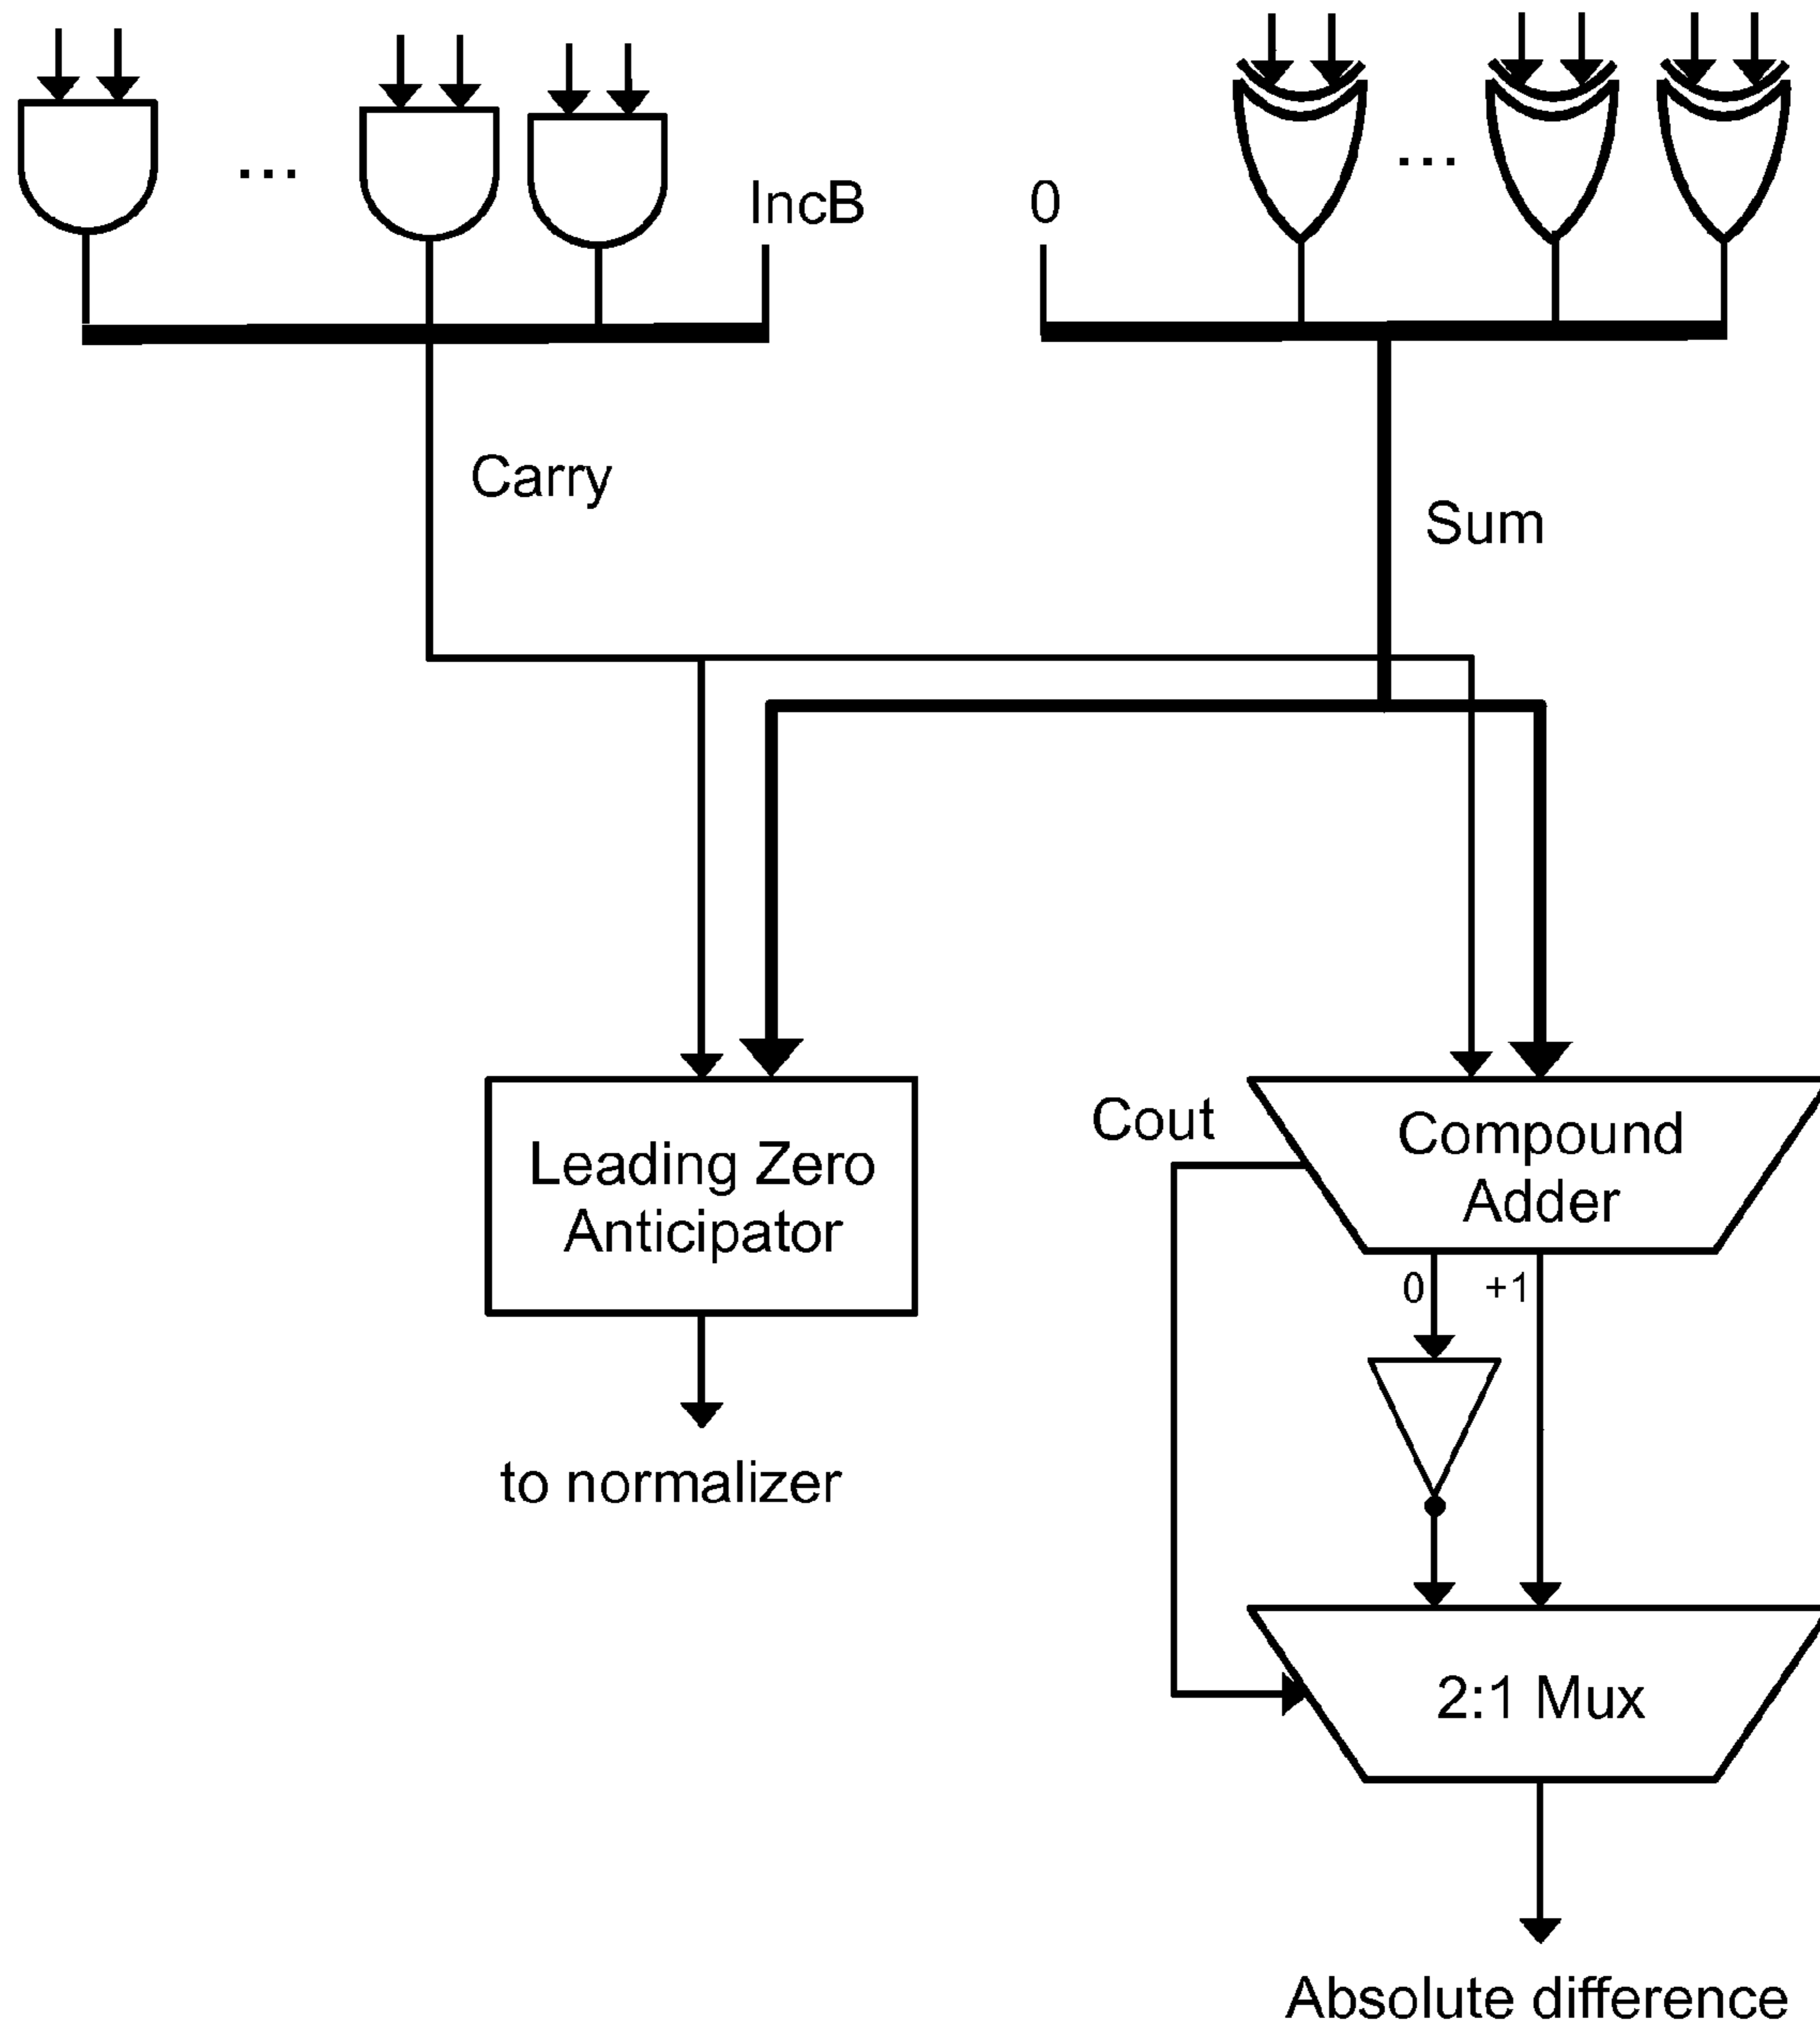 ...
IncB
0
...
Carry
Sum
Cout
Compound
Adder
Leading Zero
Anticipator
0
+1
to normalizer
2:1 Mux
Absolute difference